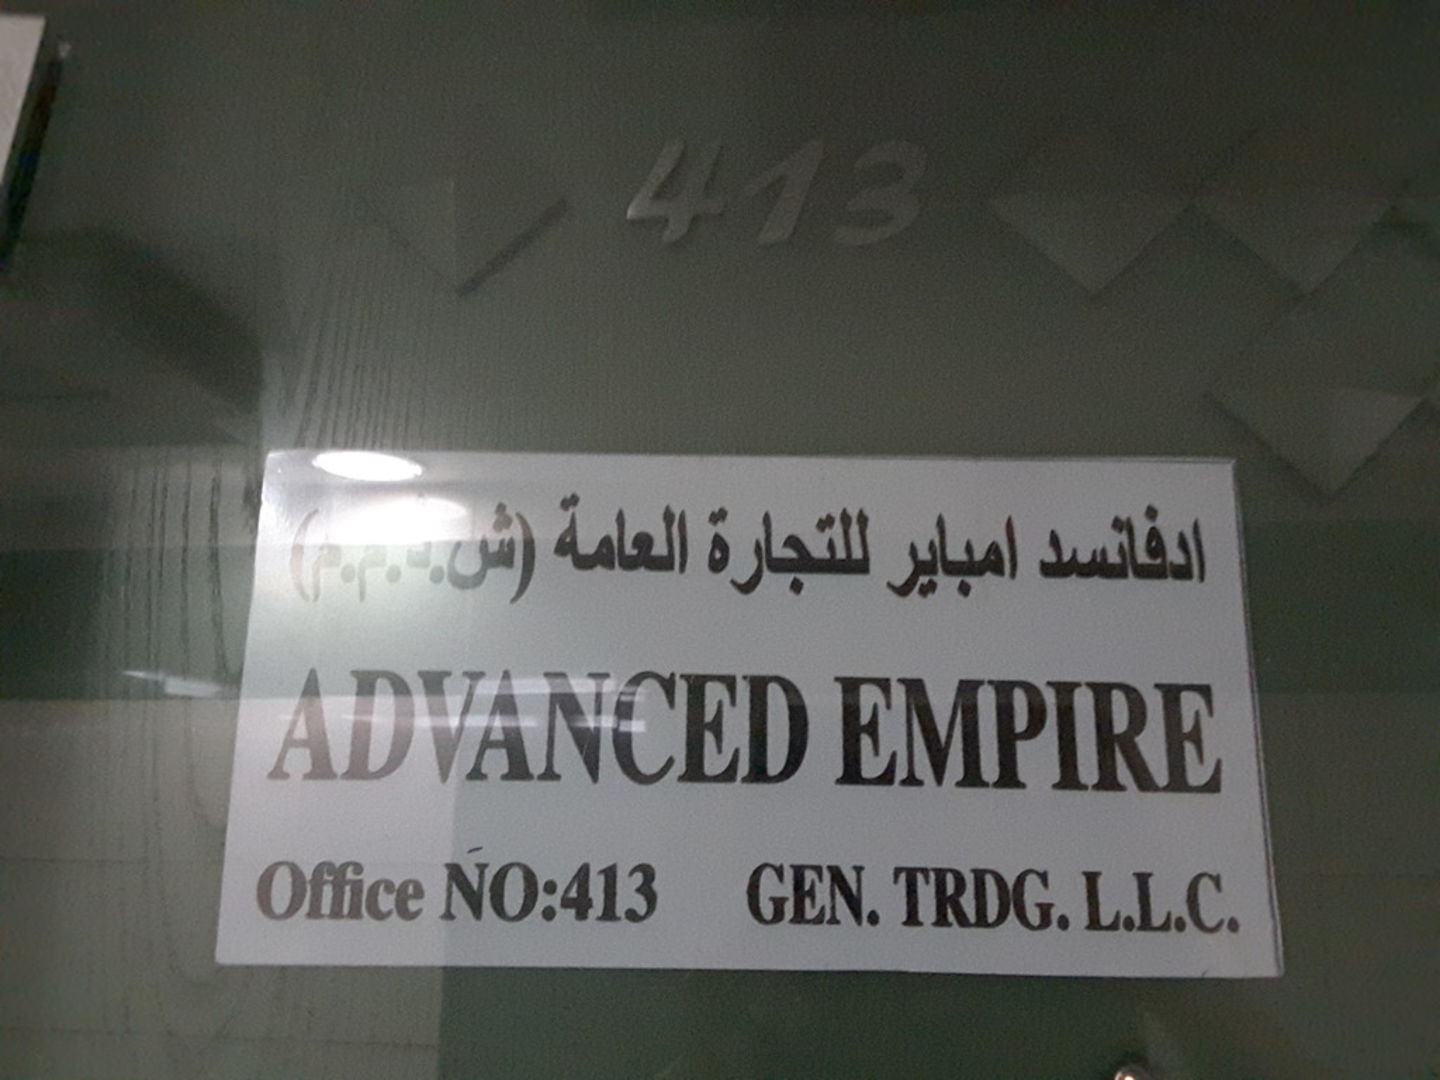 413
ادفانسد امباير للتجارة العامة (ش.ذ.م.م)
ADVANCED EMPIRE
Office NO:413 GEN. TRDG. L.L.C.